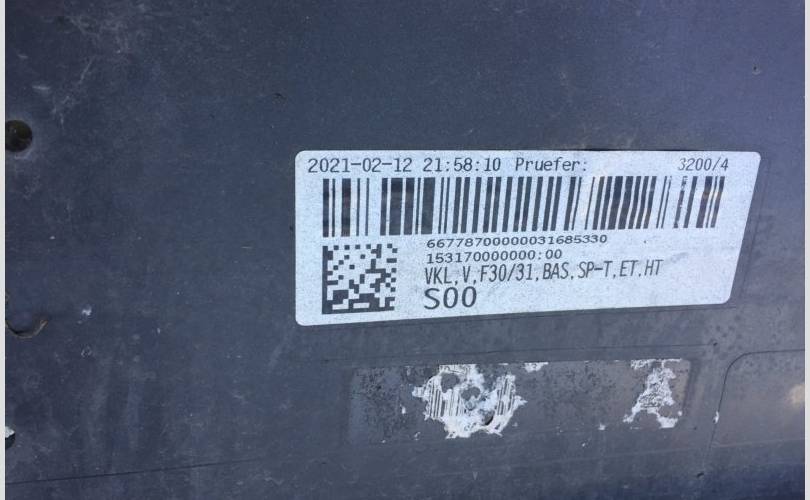 2021-02-12 21:58:10 Pruefer: 3200/4
66778700000031685330
153170000000:00
VKL,V,F30/31,BAS,SP-T,ET,HT
S00